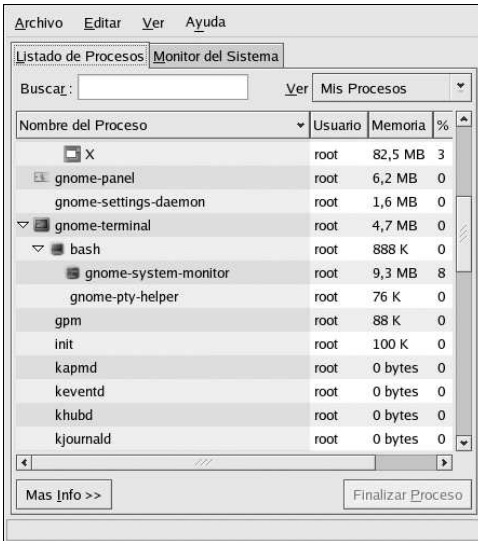 Archivo Editar Ver Ayuda
Listado de Procesos Monitor del Sistema
Buscar: Ver Mis Procesos
Nombre del Proceso Usuario Memoria %
X root 82,5 MB 3
gnome-panel root 6,2 MB 0
gnome-settings-daemon root 1,6 MB 0
gnome-terminal root 4,7 MB 0
bash root 888 K 0
gnome-system-monitor root 9,3 MB 8
gnome-pty-helper root 76 K 0
gpm root 88 K 0
init root 100 K 0
kapmd root 0 bytes 0
keventd root 0 bytes 0
khubd root 0 bytes 0
kjournald root 0 bytes 0
Mas Info >> Finalizar Proceso